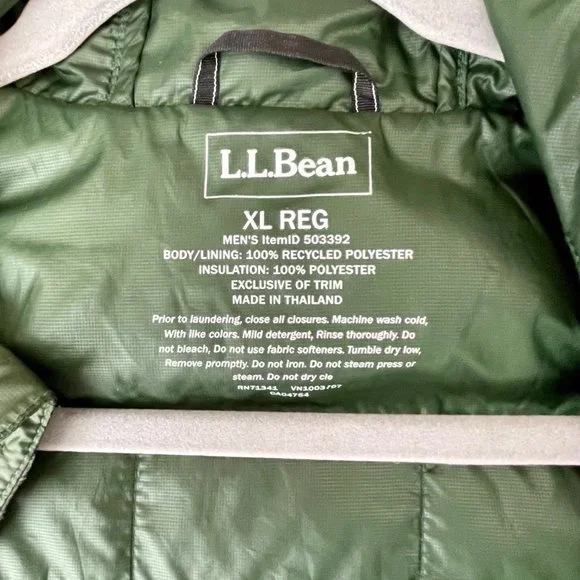 L.L.Bean
XL REG
MEN'S ItemID 503392
BODY/LINING: 100% RECYCLED POLYESTER
INSULATION: 100% POLYESTER
EXCLUSIVE OF TRIM
MADE IN THAILAND
Prior to laundering, close all closures. Machine wash cold,
With like colors. Mild detergent, Rinse thoroughly. Do
not bleach, Do not use fabric softeners. Tumble dry low,
Remove promptly. Do not iron. Do not steam press or
steam. Do not dry cle
RN71341 VN1003/07
CA04764